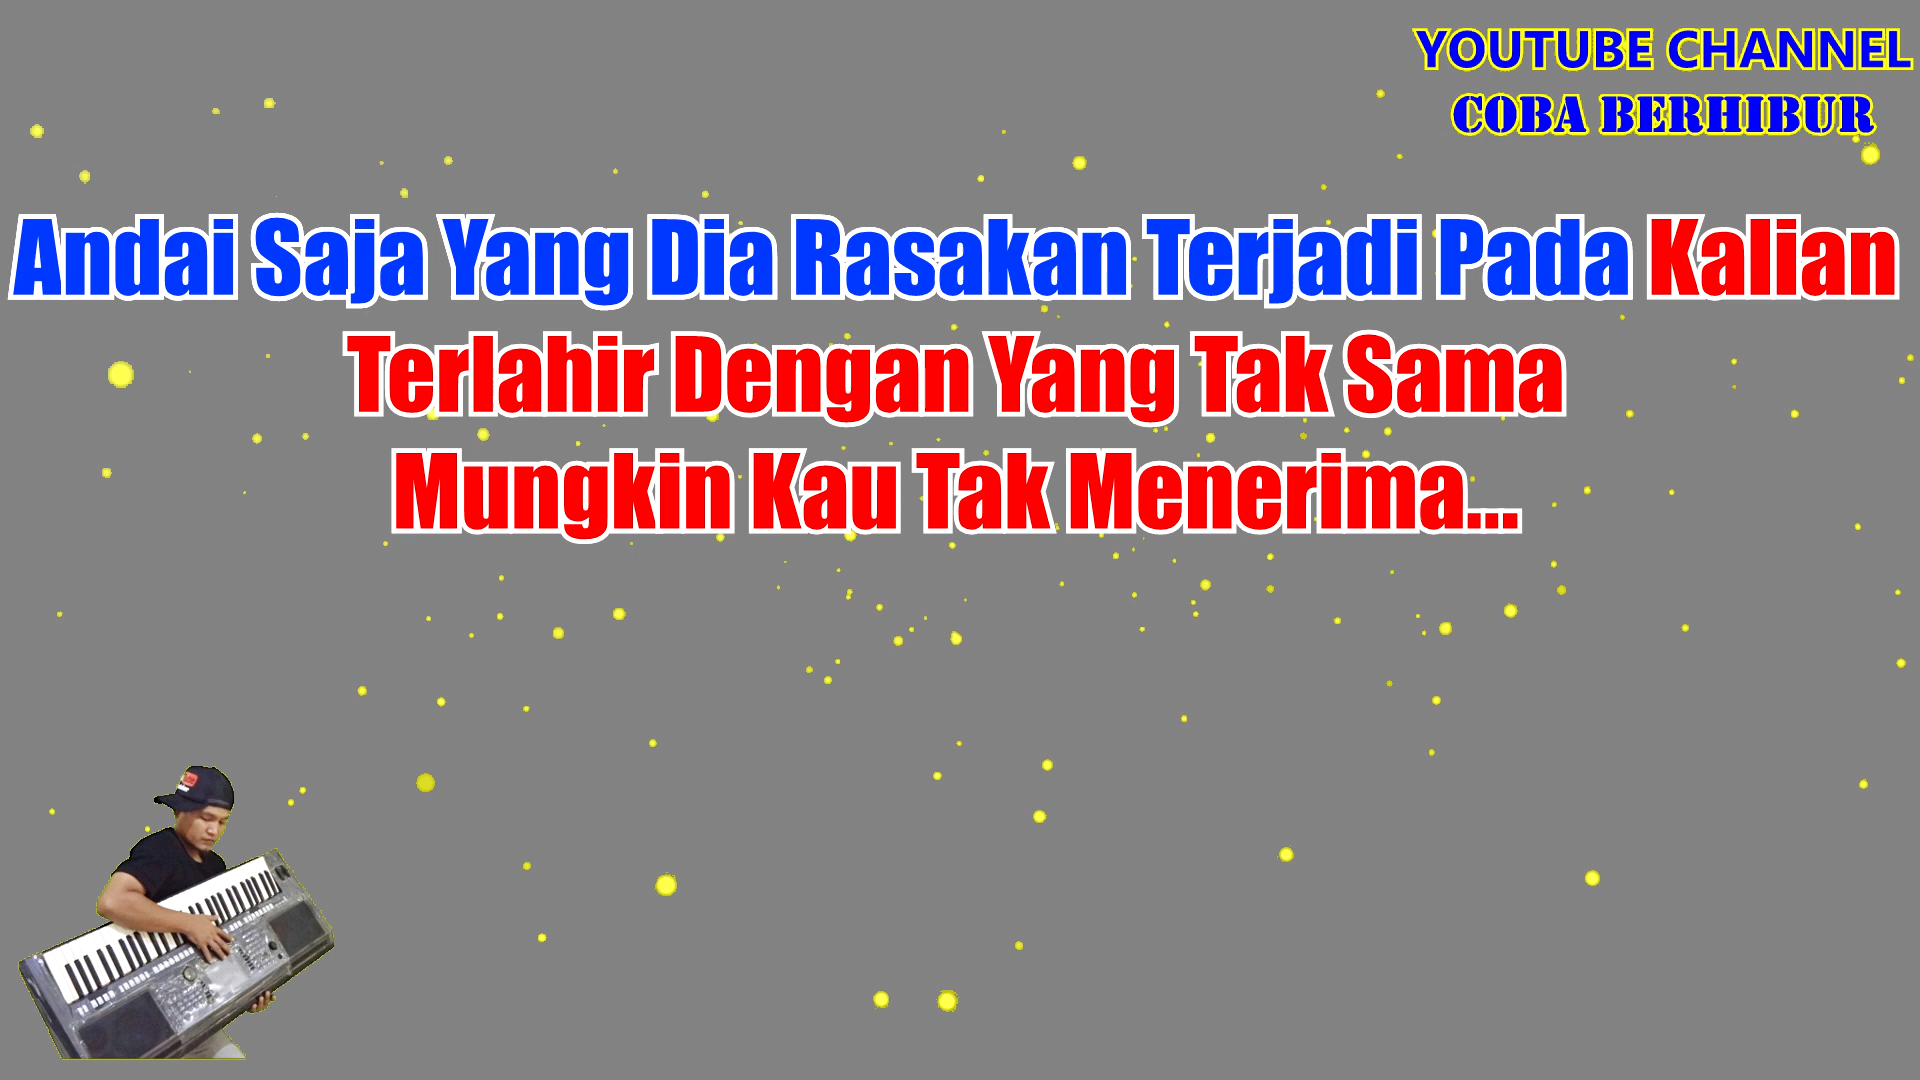 YOUTUBE CHANNEL
COBA BERHIBUR
Andai Saja Yang Dia Rasakan Terjadi Pada Kalian
Terlahir Dengan Yang Tak Sama
Mungkin Kau Tak Menerima...